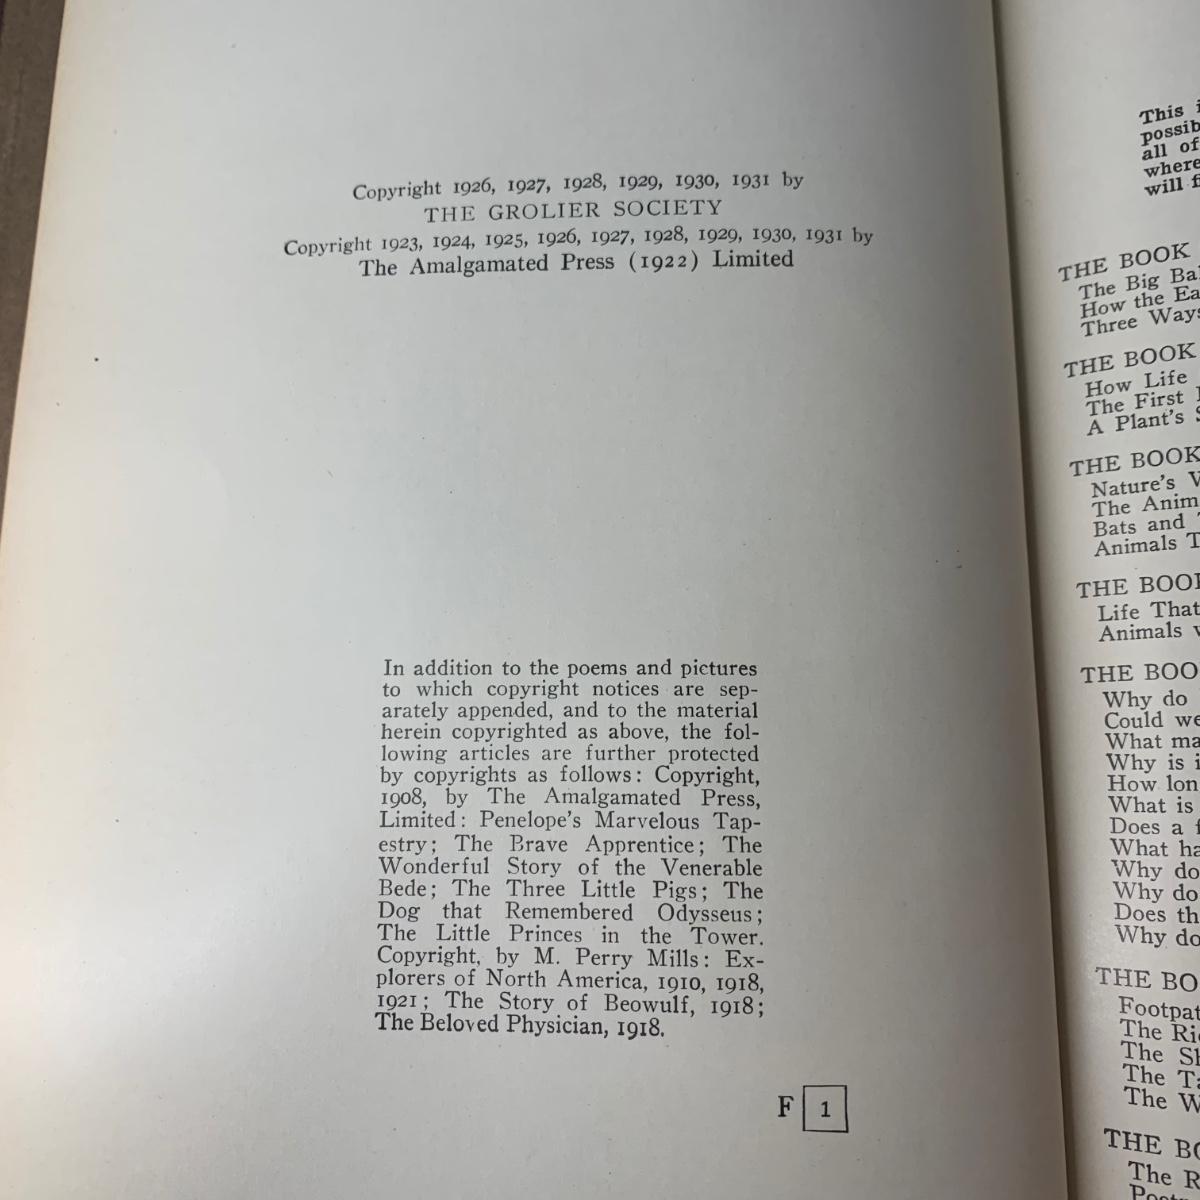 Copyright 1926, 1927, 1928, 1929, 1930, 1931 by
THE GROLIER SOCIETY
Copyright 1923, 1924, 1925, 1926, 1927, 1928, 1929, 1930, 1931 by
The Amalgamated Press (1922) Limited
In addition to the poems and pictures
to which copyright notices are sep-
arately appended, and to the material
herein copyrighted as above, the fol-
lowing articles are further protected
by copyrights as follows: Copyright,
1908, by The Amalgamated Press,
Limited: Penelope's Marvelous Tap-
estry; The Brave Apprentice; The
Wonderful Story of the Venerable
Bede; The Three Little Pigs; The
Dog that Remembered Odysseus;
The Little Princes in the Tower.
Copyright, by M. Perry Mills: Ex-
plorers of North America, 1910, 1918,
1921; The Story of Beowulf, 1918;
The Beloved Physician, 1918.
F 1
This
possib
all of
where
will
THE BOOK
The Big
How the
Three Ways
THE BOOK
How Life
The First
A Plant's
THE BOOK
Nature's
The Anim
Bats and
Animals
THE BOO
Life That
Animals
THE BOO
Why do
Could we
What ma
Why is
How lon
What is
Does a
What ha
Why do
Why do
Does th
Why do
THE BO
Footpat
The
The
The
The
THE
The